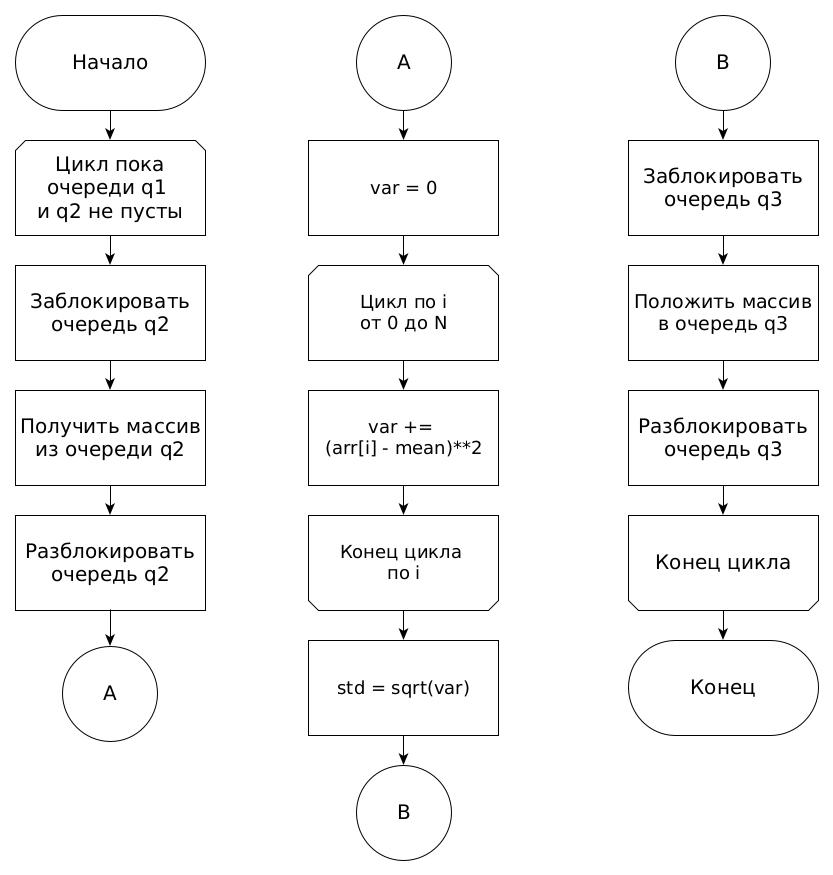 Начало
Цикл пока
очереди q1
и q2 не пусты
Заблокировать
очередь q2
Получить массив
из очереди q2
Разблокировать
очередь q2
A
A
var = 0
Цикл по i
от 0 до N
var +=
(arr[i] - mean)**2
Конец цикла
по i
std = sqrt(var)
B
B
Заблокировать
очередь q3
Положить массив
в очередь q3
Разблокировать
очередь q3
Конец цикла
Конец